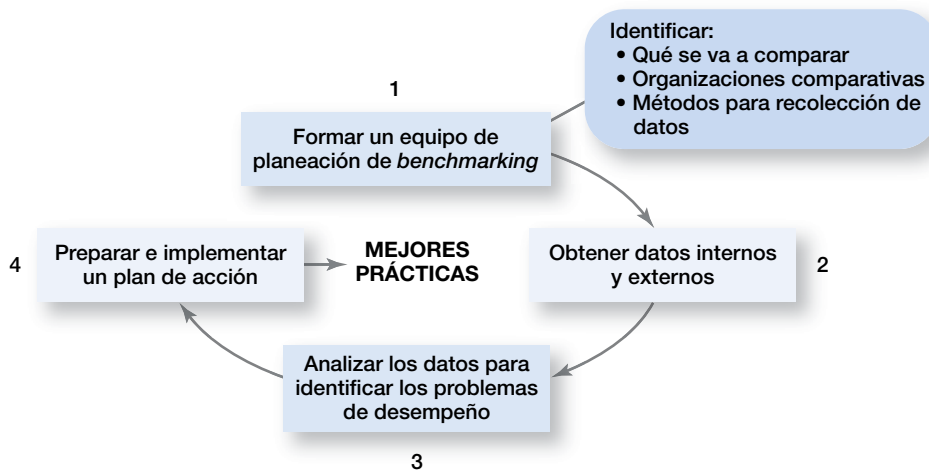 Identificar:
• Qué se va a comparar
• Organizaciones comparativas
• Métodos para recolección de
datos
1
Formar un equipo de
planeación de benchmarking
4
Preparar e implementar
un plan de acción
MEJORES
PRÁCTICAS
Obtener datos internos
y externos
2
Analizar los datos para
identificar los problemas
de desempeño
3